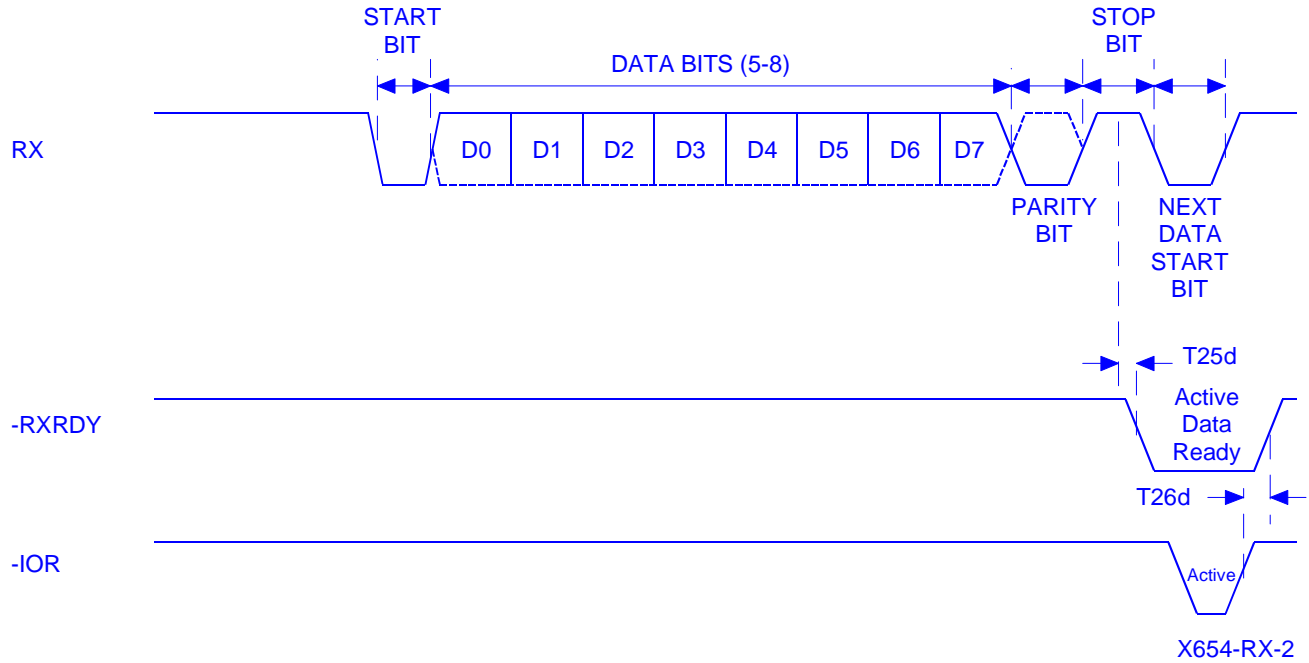 START
BIT
STOP
BIT
DATA BITS (5-8)
RX
D0 D1 D2 D3 D4 D5 D6 D7
PARITY
BIT
NEXT
DATA
START
BIT
T25d
-RXRDY
Active
Data
Ready
T26d
-IOR
Active
X654-RX-2